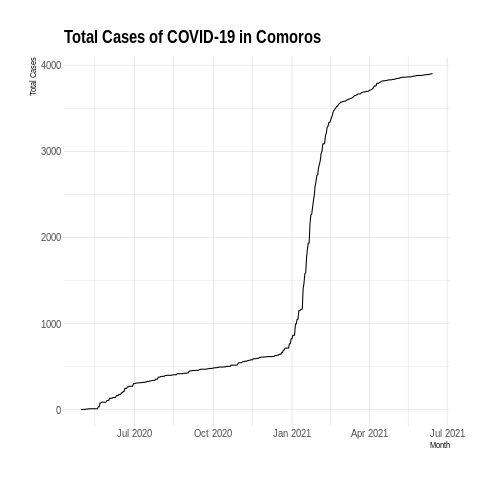 Total Cases of COVID-19 in Comoros
Total Cases
4000
3000
2000
1000
0
Jul 2020 Oct 2020 Jan 2021 Apr 2021 Jul 2021
Month